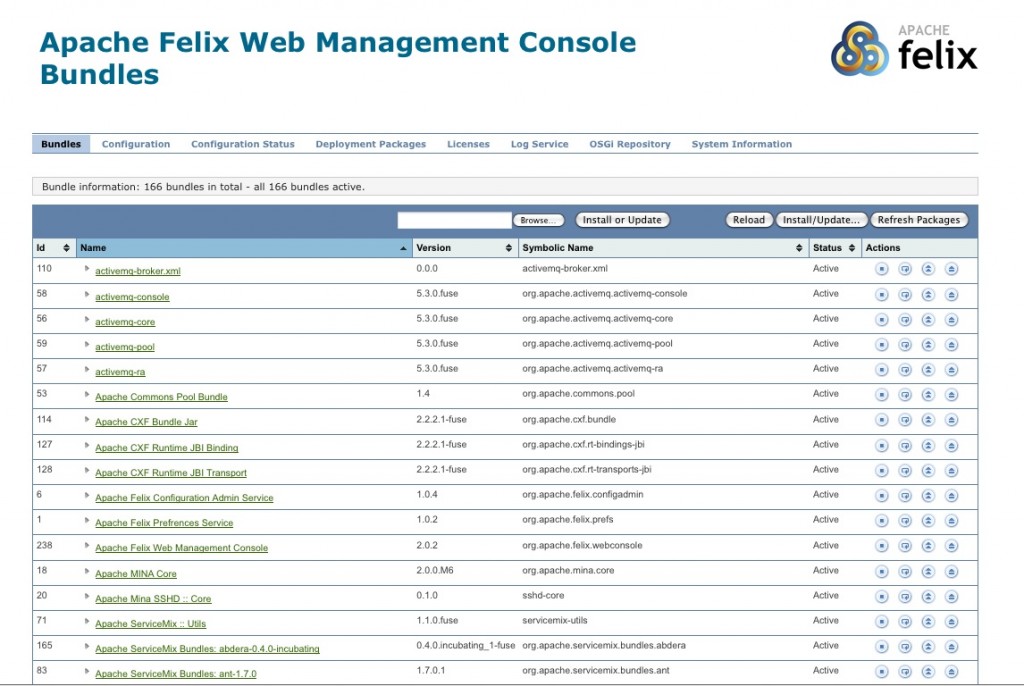 Apache Felix Web Management Console
Bundles
APACHE
felix
Bundles Configuration Configuration Status Deployment Packages Licenses Log Service OSGi Repository System Information
Bundle information: 166 bundles in total - all 166 bundles active.
Browse... Install or Update Reload Install/Update... Refresh Packages
Id Name Version Symbolic Name Status Actions
110 activemq-broker.xml 0.0.0 activemq-broker.xml Active
58 activemq-console 5.3.0.fuse org.apache.activemq.activemq-console Active
56 activemq-core 5.3.0.fuse org.apache.activemq.activemq-core Active
59 activemq-pool 5.3.0.fuse org.apache.activemq.activemq-pool Active
57 activemq-ra 5.3.0.fuse org.apache.activemq.activemq-ra Active
53 Apache Commons Pool Bundle 1.4 org.apache.commons.pool Active
114 Apache CXF Bundle Jar 2.2.2.1-fuse org.apache.cxf.bundle Active
127 Apache CXF Runtime JBI Binding 2.2.2.1-fuse org.apache.cxf.rt-bindings-jbi Active
128 Apache CXF Runtime JBI Transport 2.2.2.1-fuse org.apache.cxf.rt-transports-jbi Active
6 Apache Felix Configuration Admin Service 1.0.4 org.apache.felix.configadmin Active
1 Apache Felix Prefrences Service 1.0.2 org.apache.felix.prefs Active
238 Apache Felix Web Management Console 2.0.2 org.apache.felix.webconsole Active
18 Apache MINA Core 2.0.0.M6 org.apache.mina.core Active
20 Apache Mina SSHD :: Core 0.1.0 sshd-core Active
71 Apache ServiceMix :: Utils 1.1.0.fuse servicemix-utils Active
165 Apache ServiceMix Bundles: abdera-0.4.0-incubating 0.4.0.incubating_1-fuse org.apache.servicemix.bundles.abdera Active
83 Apache ServiceMix Bundles: ant-1.7.0 1.7.0.1 org.apache.servicemix.bundles.ant Active